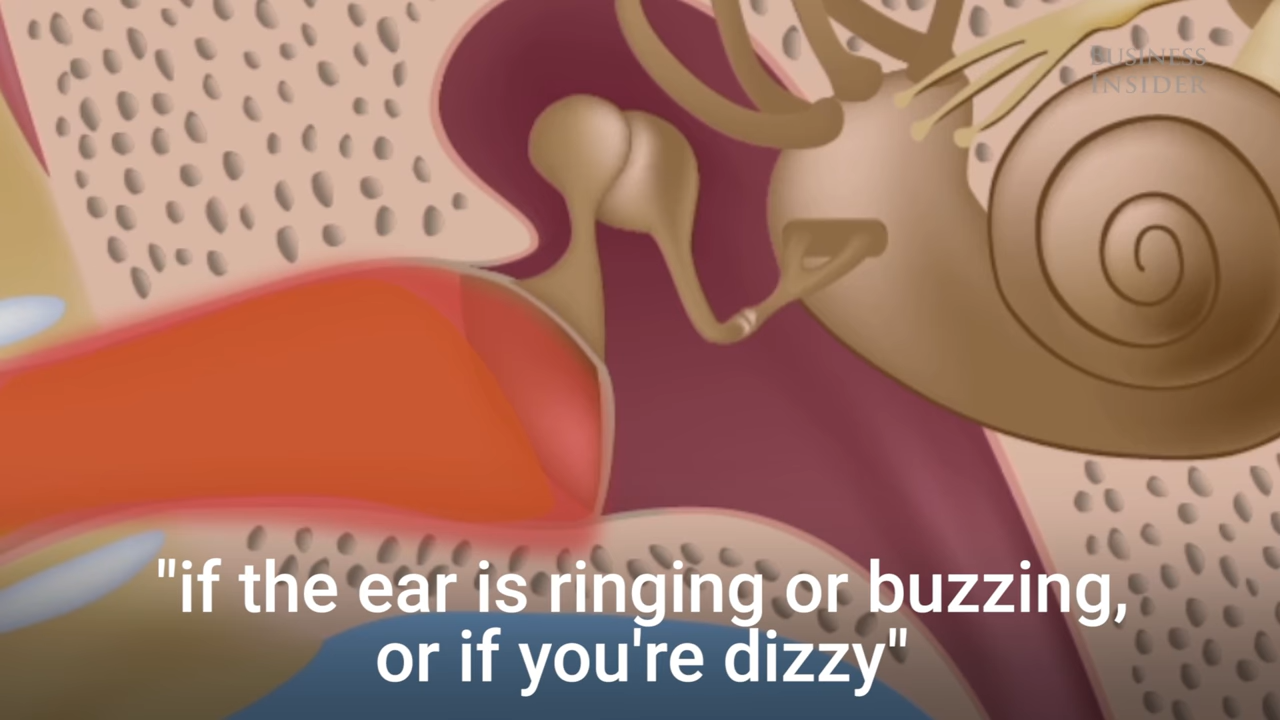 BUSINESS
INSIDER
"if the ear is ringing or buzzing,
or if you're dizzy"